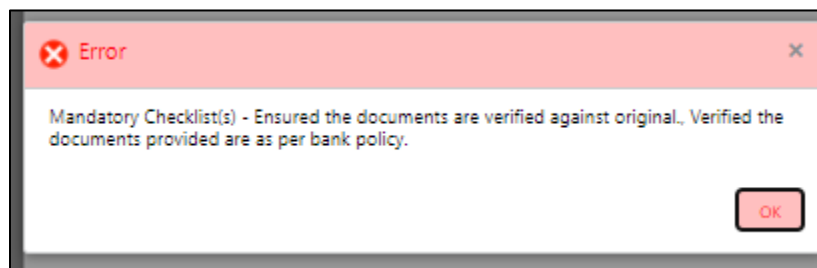 Error
Mandatory Checklist(s) - Ensured the documents are verified against original., Verified the
documents provided are as per bank policy.
OK